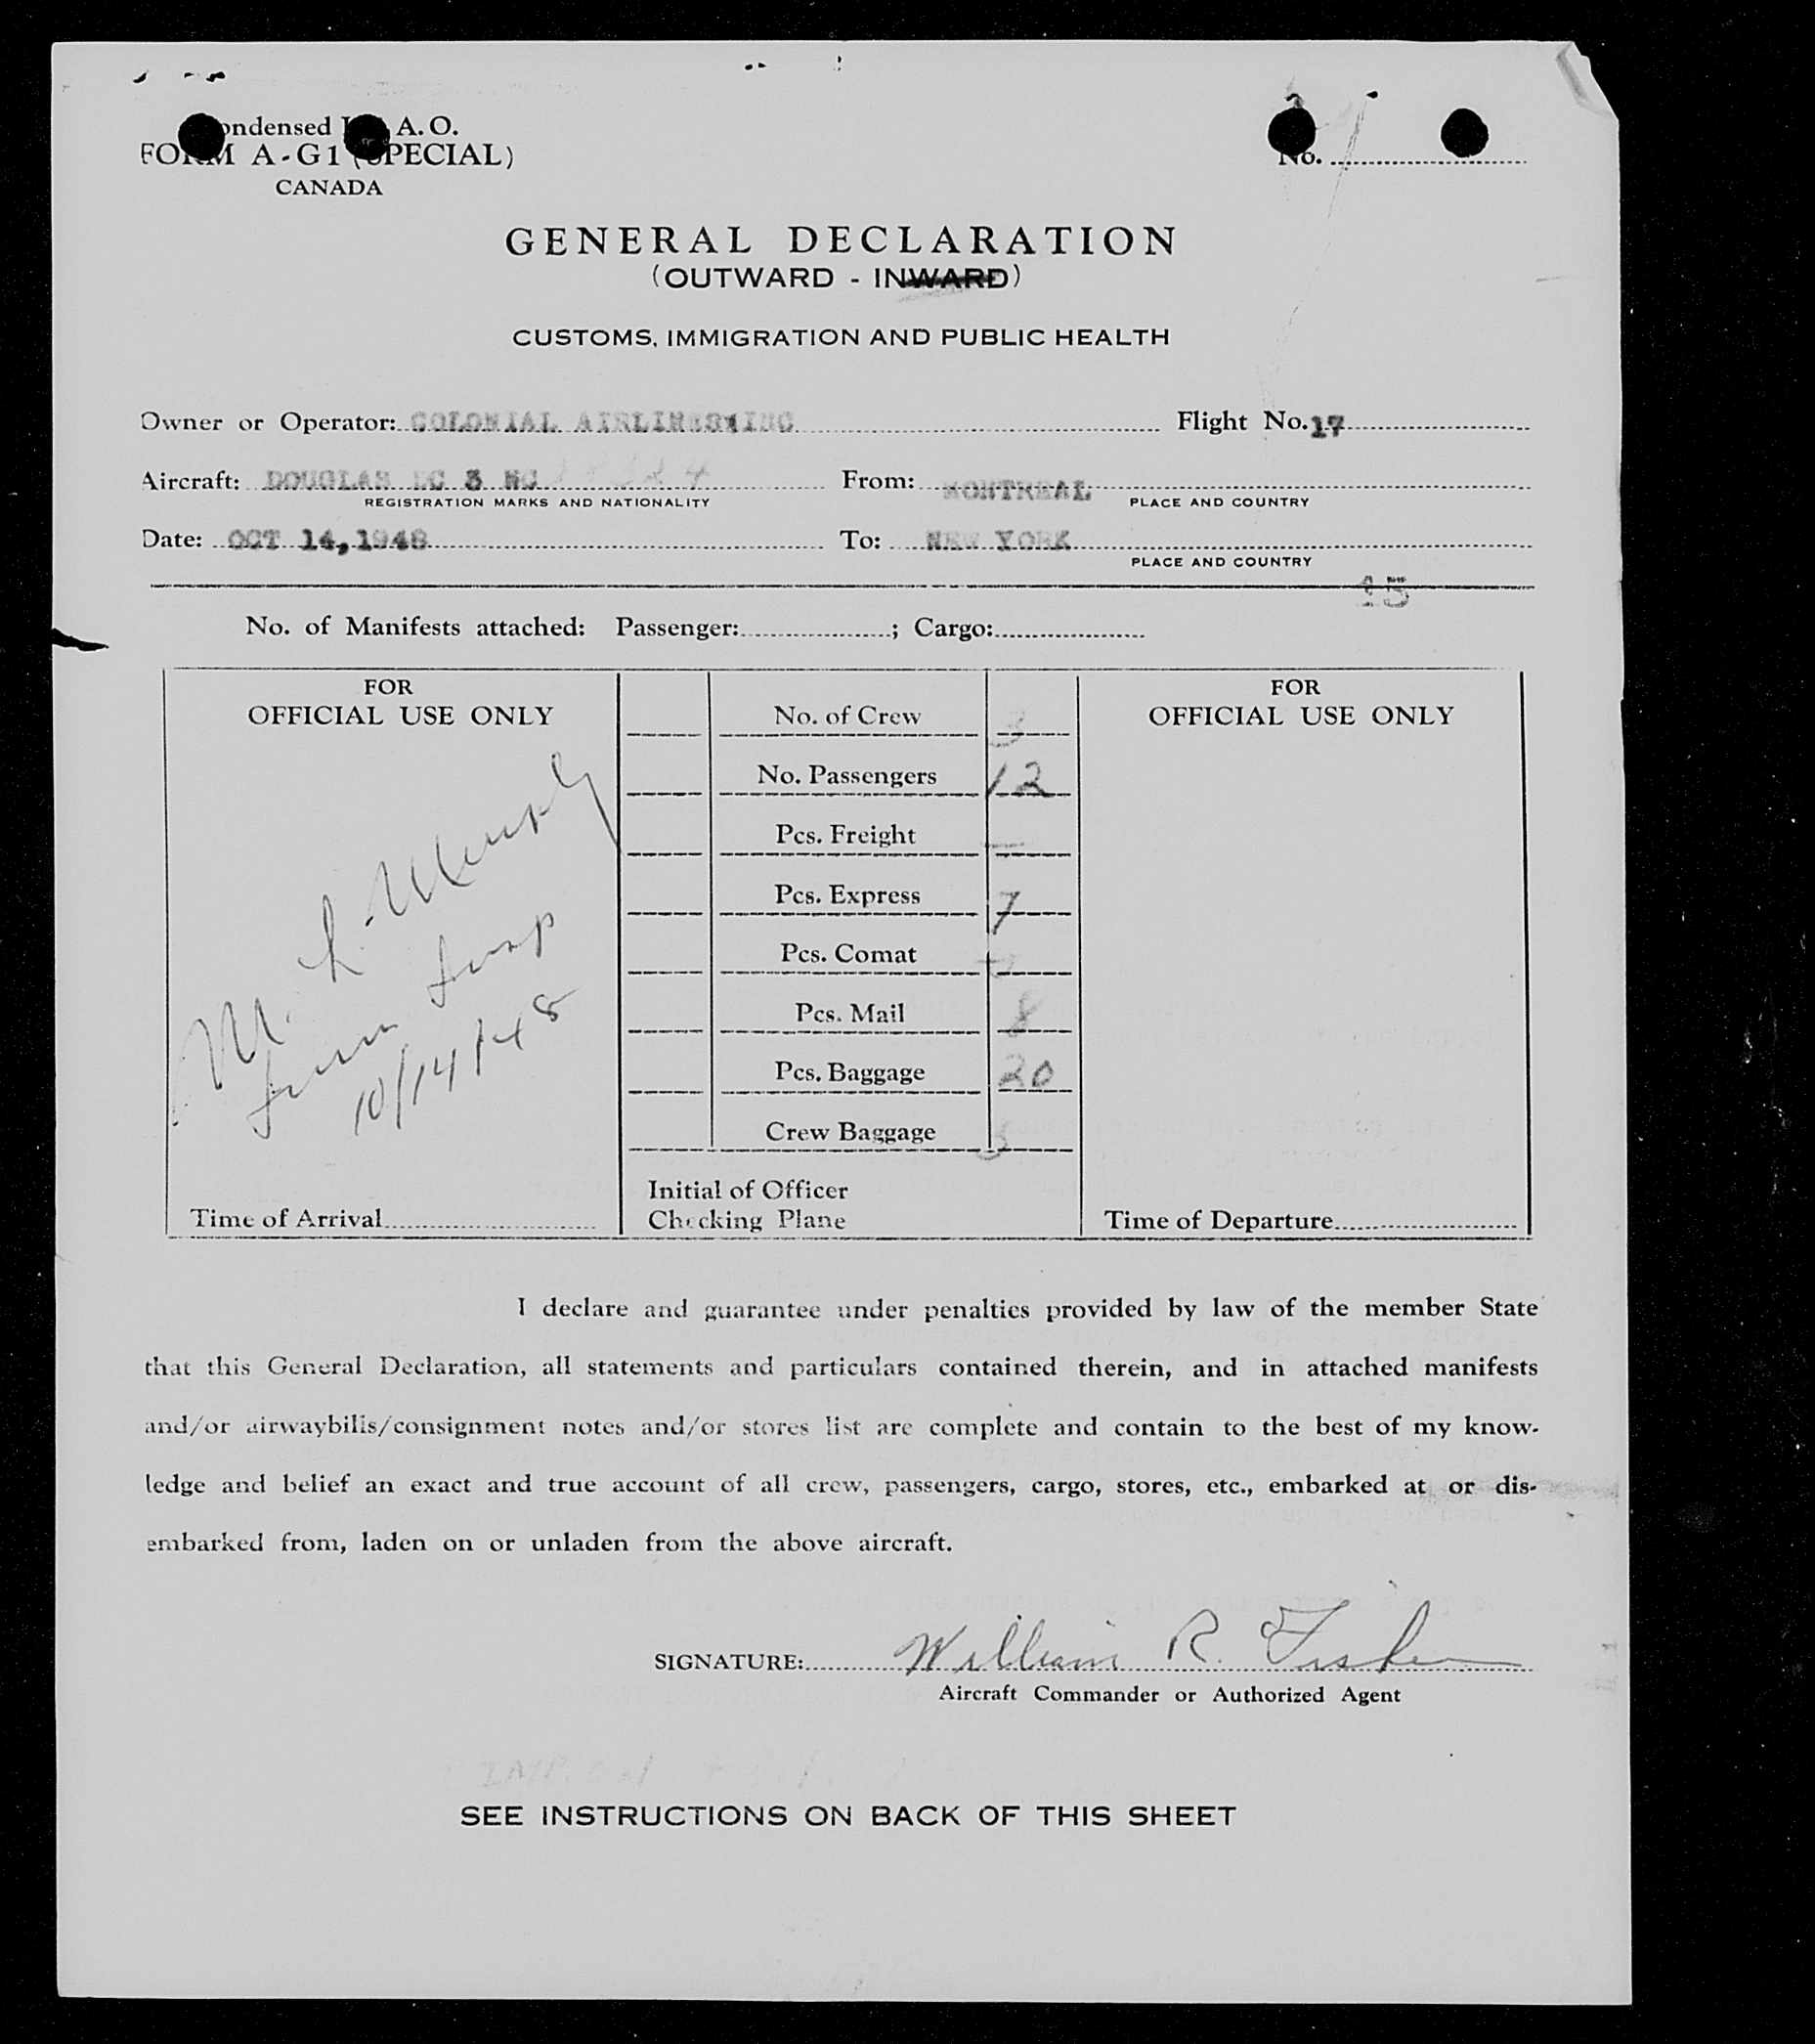 ondensed A. O.
FORM A-G1 (SPECIAL)
CANADA
No.
GENERAL DECLARATION
(OUTWARD - INWARD)
CUSTOMS, IMMIGRATION AND PUBLIC HEALTH
Owner or Operator: COLONIAL AIRLINES INC Flight No. 17
Aircraft: DOUGLAS DC 3 NC From: MONTREAL
REGISTRATION MARKS AND NATIONALITY PLACE AND COUNTRY
Date: OCT 14,1948 To: NEW YORK
PLACE AND COUNTRY
15
No. of Manifests attached: Passenger: ; Cargo:
FOR
OFFICIAL USE ONLY
M. L. Murphy
10/14/48
Time of Arrival
No. of Crew 3
No. Passengers 12
Pcs. Freight —
Pcs. Express 7
Pcs. Comat
Pcs. Mail 8
Pcs. Baggage 20
Crew Baggage 3
Initial of Officer
Checking Plane
FOR
OFFICIAL USE ONLY
Time of Departure
I declare and guarantee under penalties provided by law of the member State
that this General Declaration, all statements and particulars contained therein, and in attached manifests
and/or airwaybills/consignment notes and/or stores list are complete and contain to the best of my know-
ledge and belief an exact and true account of all crew, passengers, cargo, stores, etc., embarked at or dis-
embarked from, laden on or unladen from the above aircraft.
SIGNATURE: William R. Fisher
Aircraft Commander or Authorized Agent
SEE INSTRUCTIONS ON BACK OF THIS SHEET